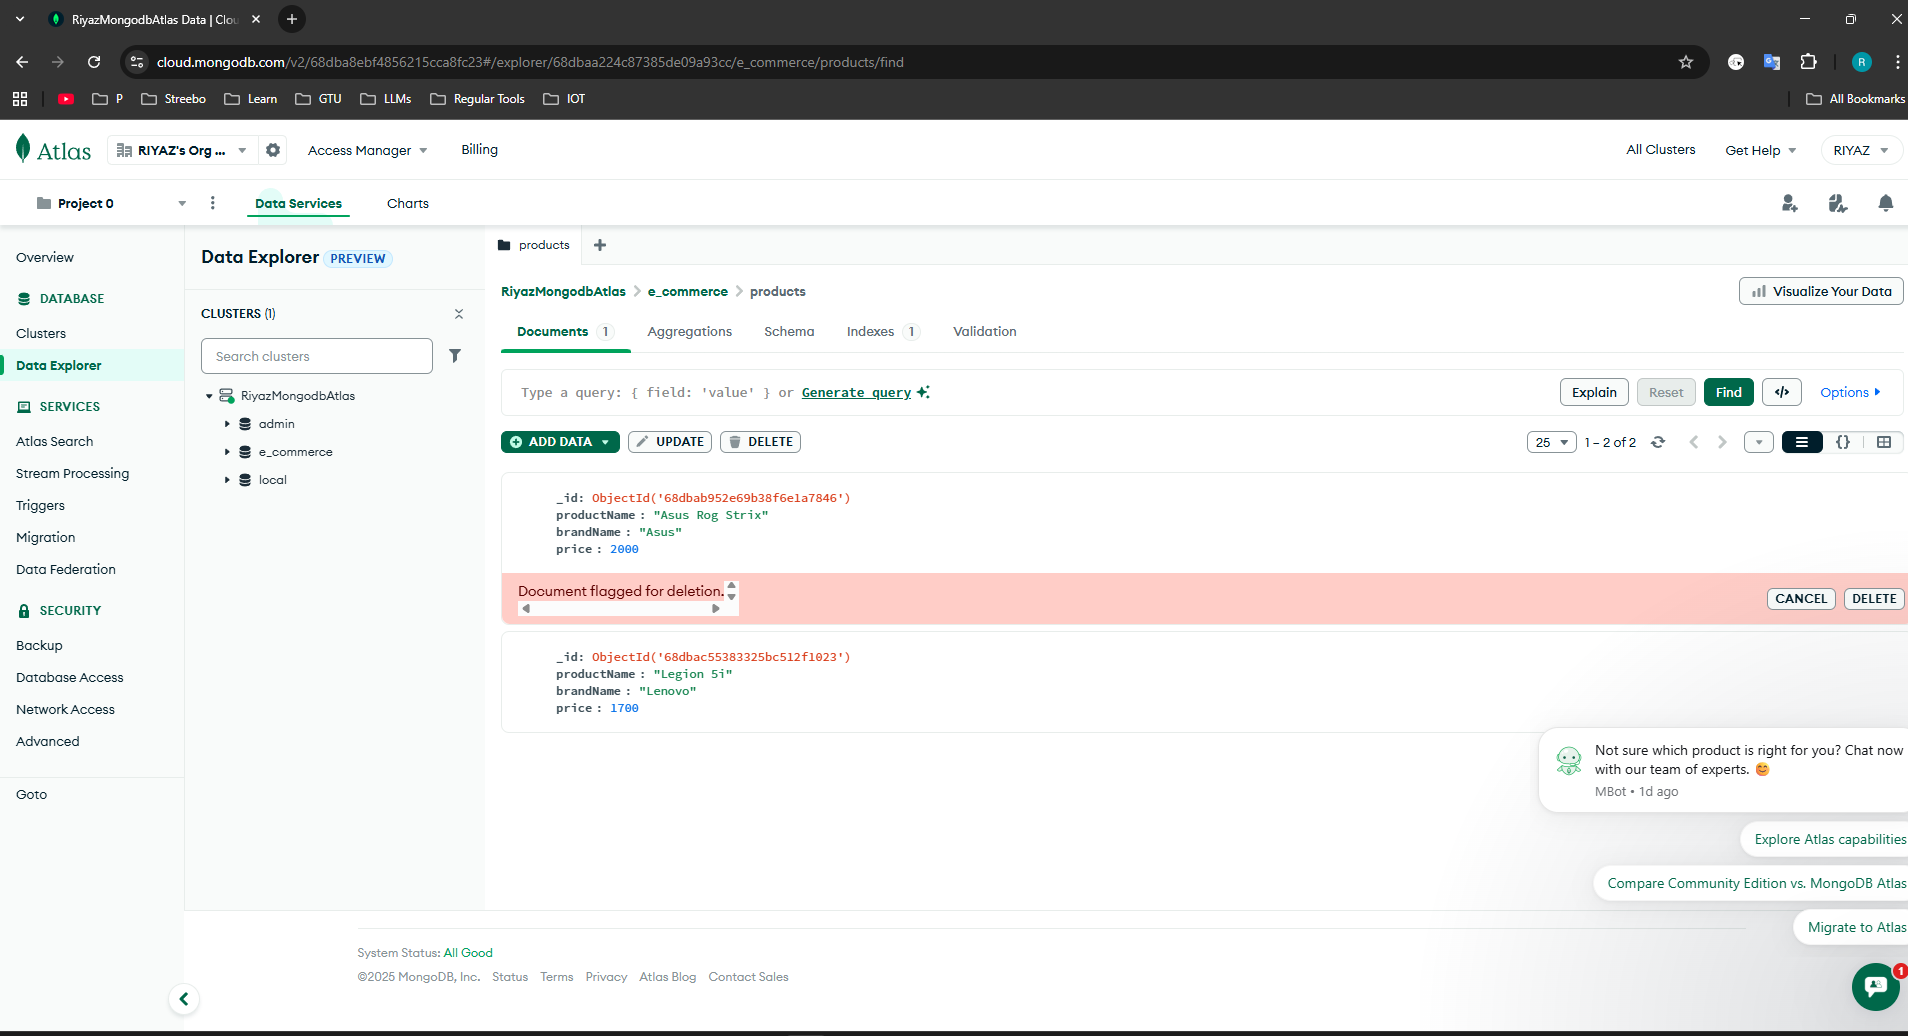 RiyazMongodbAtlas Data | Clou
cloud.mongodb.com/v2/68dba8ebf4856215cca8fc23#/explorer/68dbaa224c87385de09a93cc/e_commerce/products/find
R
P Streebo Learn GTU LLMs Regular Tools IOT All Bookmarks
Atlas RIYAZ's Org ... Access Manager Billing All Clusters Get Help RIYAZ
Project 0 Data Services Charts
Overview
DATABASE
Clusters
Data Explorer
SERVICES
Atlas Search
Stream Processing
Triggers
Migration
Data Federation
SECURITY
Backup
Database Access
Network Access
Advanced
Goto
Data Explorer PREVIEW
CLUSTERS (1)
Search clusters
RiyazMongodbAtlas
admin
e_commerce
local
products
RiyazMongodbAtlas > e_commerce > products
Visualize Your Data
Documents 1 Aggregations Schema Indexes 1 Validation
Type a query: { field: 'value' } or Generate query
Explain Reset Find </> Options
ADD DATA UPDATE DELETE
25 1 – 2 of 2 {}
_id: ObjectId('68dbab952e69b38f6e1a7846')
productName : "Asus Rog Strix"
brandName : "Asus"
price : 2000
Document flagged for deletion.
CANCEL DELETE
_id: ObjectId('68dbac55383325bc512f1023')
productName : "Legion 5i"
brandName : "Lenovo"
price : 1700
Not sure which product is right for you? Chat now
with our team of experts. 😊
MBot • 1d ago
Explore Atlas capabilities
Compare Community Edition vs. MongoDB Atlas
Migrate to Atlas
1
System Status: All Good
©2025 MongoDB, Inc. Status Terms Privacy Atlas Blog Contact Sales